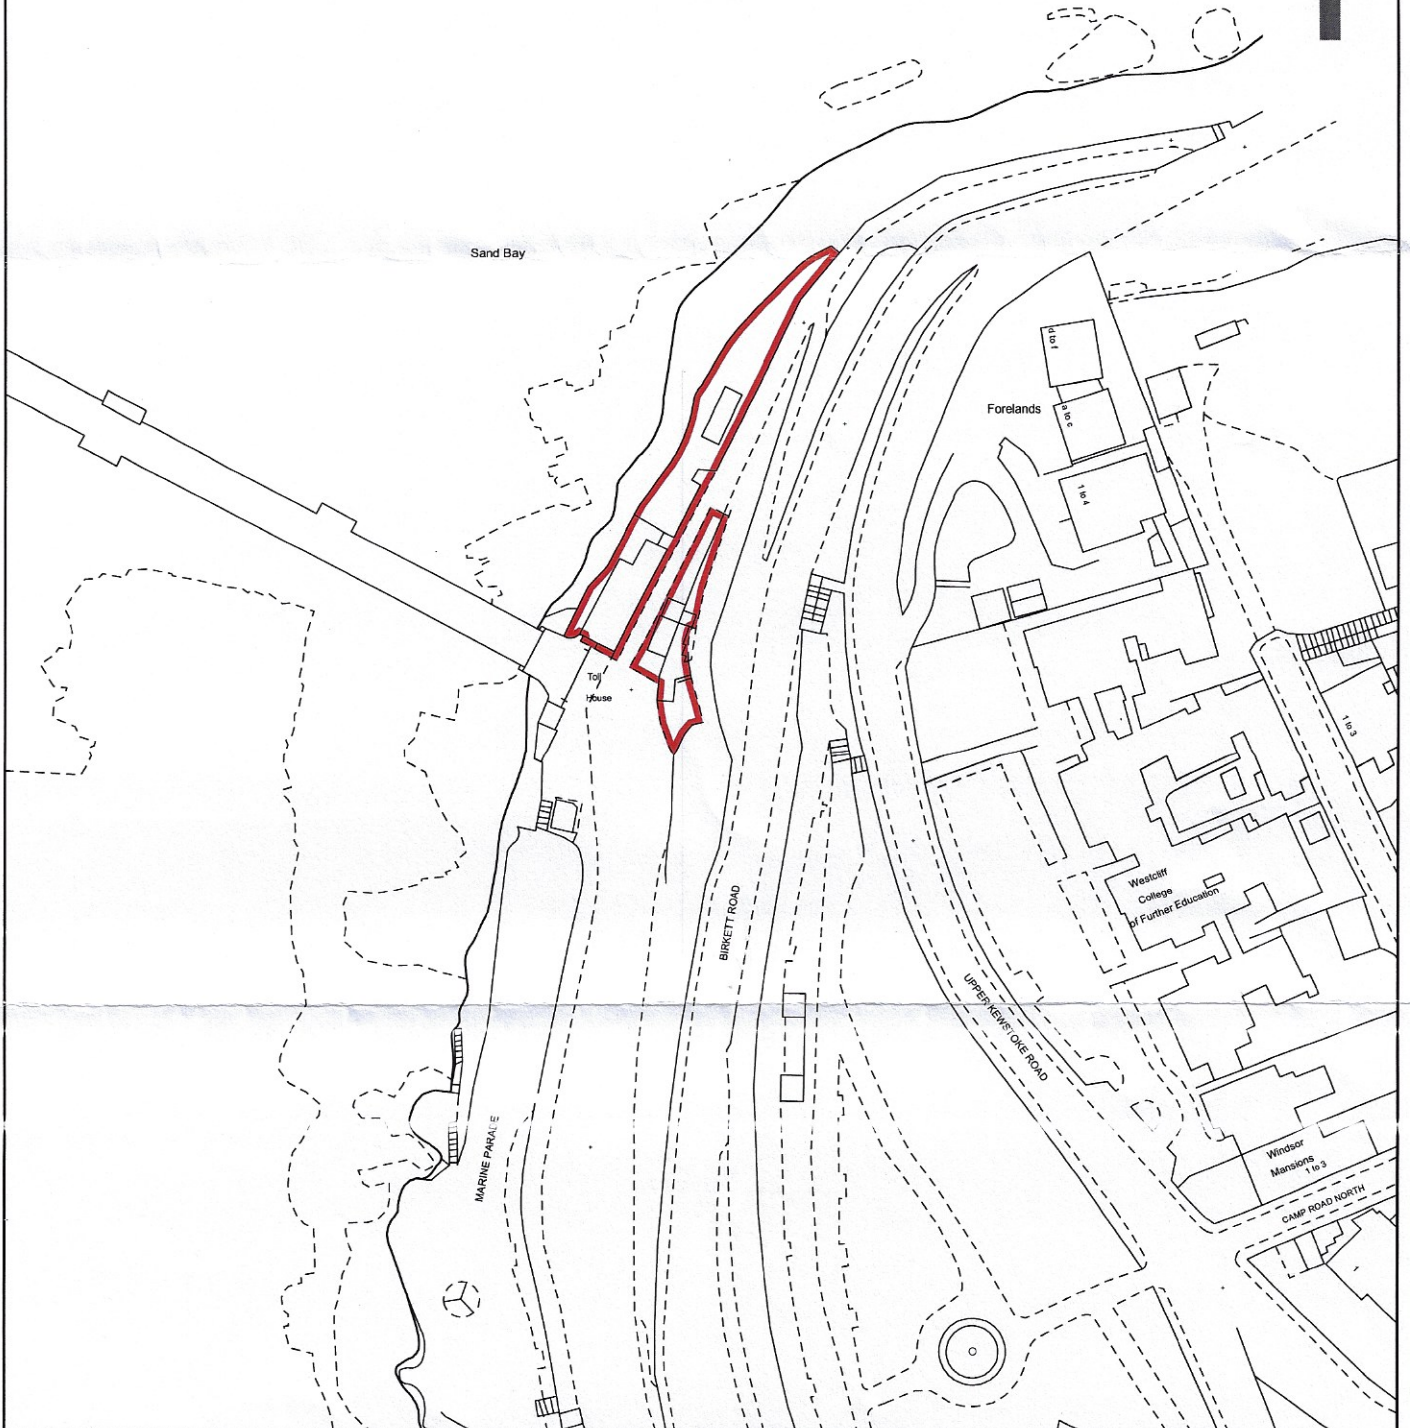 Sand Bay
d to f
Forelands
a to c
1 to 4
Toll
House
1 to 3
Westcliff
College
of Further Education
BIRKETT ROAD
UPPER KEWSTOKE ROAD
MARINE PARADE
Windsor
Mansions
1 to 3
CAMP ROAD NORTH